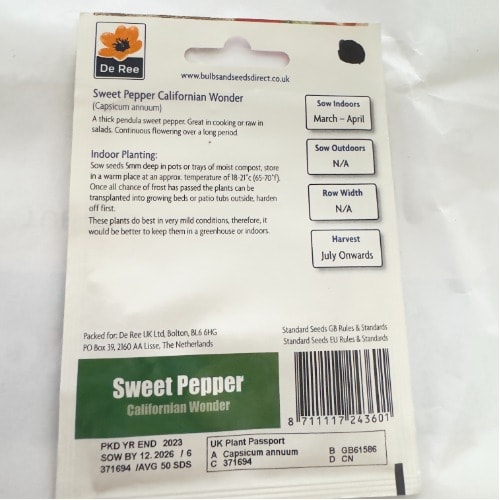 De Ree
www.bulbsandseedsdirect.co.uk
Sweet Pepper Californian Wonder
(Capsicum annuum)
A thick pendula sweet pepper. Great in cooking or raw in
salads. Continuous flowering over a long period.
Indoor Planting:
Sow seeds 5mm deep in pots or trays of moist compost, store
in a warm place at an approx. temperature of 18-21°c (65-70°f).
Once all chance of frost has passed the plants can be
transplanted into growing beds or patio tubs outside, harden
off first.
These plants do best in very mild conditions, therefore, it
would be better to keep them in a greenhouse or indoors.
Sow Indoors
March – April
Sow Outdoors
N/A
Row Width
N/A
Harvest
July Onwards
Packed for: De Ree UK Ltd, Bolton, BL6 6HG
PO Box 39, 2160 AA Lisse, The Netherlands
Standard Seeds GB Rules & Standards
Standard Seeds EU Rules & Standards
Sweet Pepper
Californian Wonder
8 711117 243601
PKD YR END 2023
SOW BY 12. 2026 / 6
371694 /AVG 50 SDS
UK Plant Passport
A Capsicum annuum B GB61586
C 371694 D CN